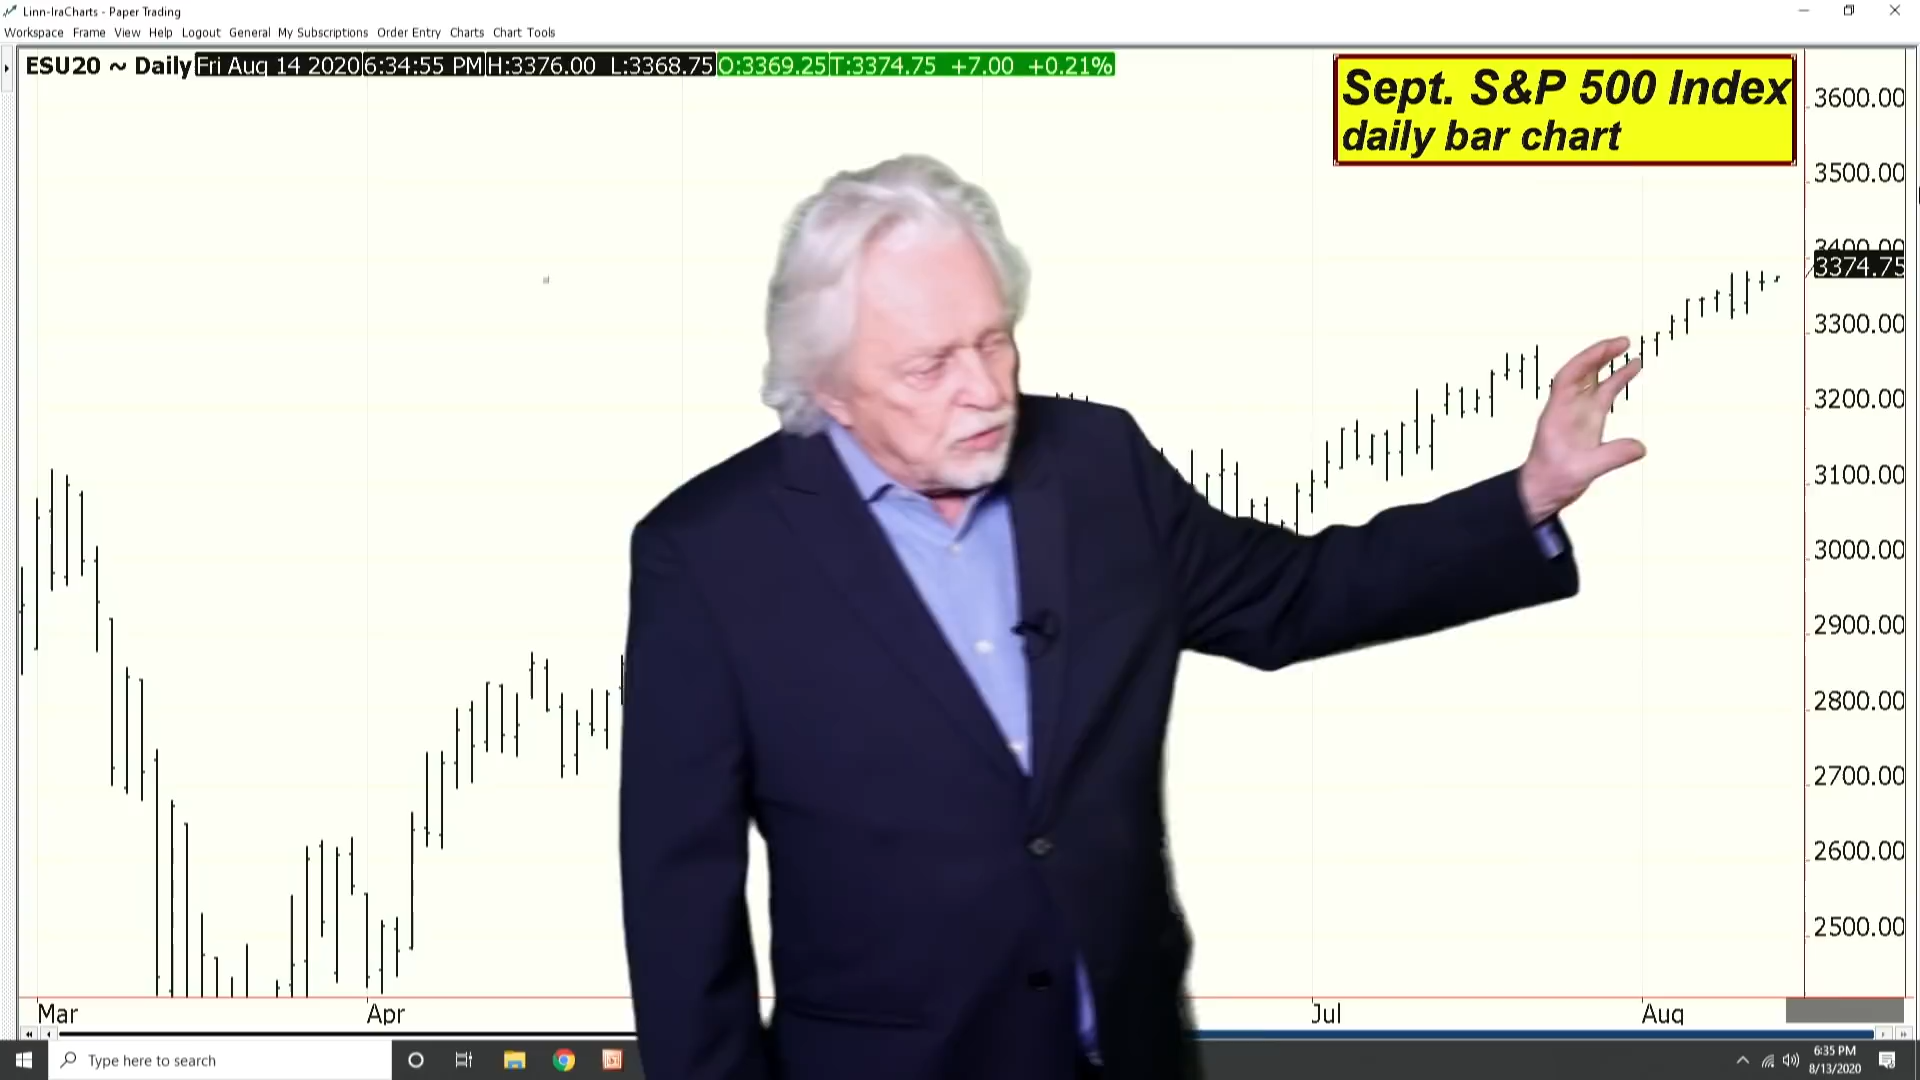 Linn-IraCharts - Paper Trading
Workspace Frame View Help Logout General My Subscriptions Order Entry Charts Chart Tools
ESU20 ~ Daily Fri Aug 14 2020 6:34:55 PM H:3376.00 L:3368.75 O:3369.25 T:3374.75 +7.00 +0.21%
Sept. S&P 500 Index
daily bar chart
3600.00
3500.00
3400.00
3374.75
3300.00
3200.00
3100.00
3000.00
2900.00
2800.00
2700.00
2600.00
2500.00
Mar Apr Jul Aug
Type here to search
6:35 PM
8/13/2020